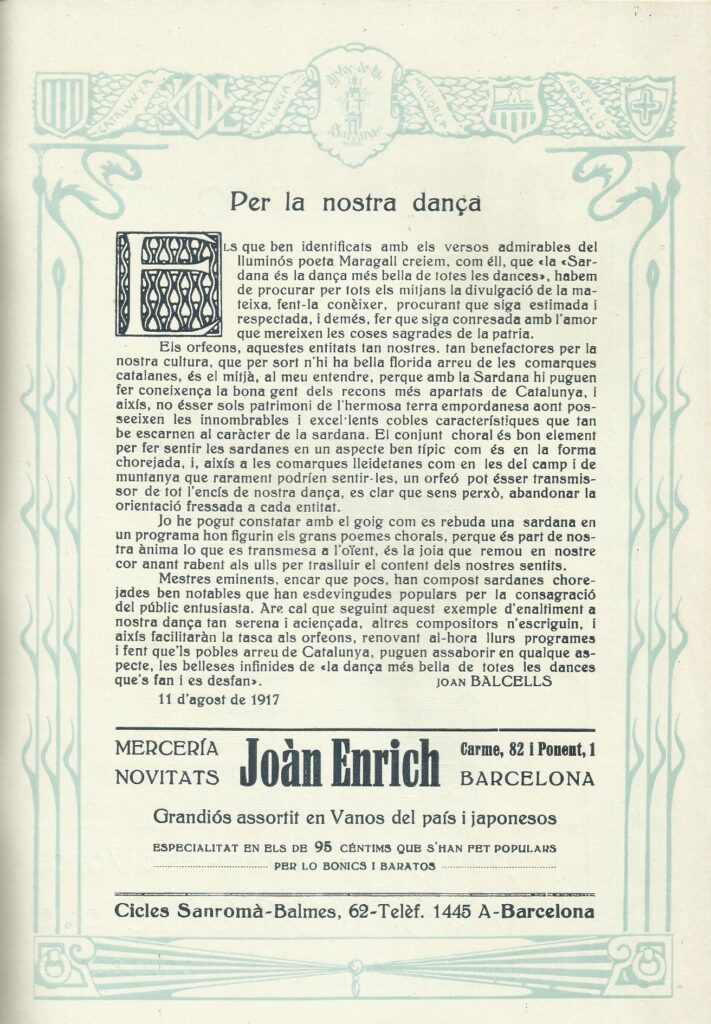 CATALUNYA
VALENCIA
Aplec de la
Sardana
MALLORCA
ROSELLÓ
Per la nostra dança
ELS que ben identificats amb els versos admirables del
lluminós poeta Maragall creiem, com éll, que «la «Sar-
dana és la dança més bella de totes les dances», habem
de procurar per tots els mitjans la divulgació de la ma-
teixa, fent-la conèixer, procurant que siga estimada i
respectada, i demés, fer que siga conresada amb l'amor
que mereixen les coses sagrades de la patria.
Els orfeons, aquestes entitats tan nostres, tan benefactores per la
nostra cultura, que per sort n'hi ha bella florida arreu de les comarques
catalanes, és el mitjà, al meu entendre, perque amb la Sardana hi puguen
fer coneixença la bona gent dels recons més apartats de Catalunya, i
aixís, no ésser sols patrimoni de l'hermosa terra empordanesa aont pos-
seeixen les innombrables i excel·lents cobles característiques que tan
be escarnen al caràcter de la sardana. El conjunt choral és bon element
per fer sentir les sardanes en un aspecte ben típic com és en la forma
chorejada, i, aixís a les comarques lleidetanes com en les del camp i de
muntanya que rarament podríen sentir-les, un orfeó pot ésser transmis-
sor de tot l'encís de nostra dança, es clar que sens perxò, abandonar la
orientació fressada a cada entitat.
Jo he pogut constatar amb el goig com es rebuda una sardana en
un programa hon figurin els grans poemes chorals, perque és part de nos-
tra ànima lo que es transmesa a l'oïent, és la joia que remou en nostre
cor anant rabent als ulls per traslluir el content dels nostres sentits.
Mestres eminents, encar que pocs, han compost sardanes chore-
jades ben notables que han esdevingudes populars per la consagració
del públic entusiasta. Are cal que seguint aquest exemple d'enaltiment a
nostra dança tan serena i aciençada, altres compositors n'escriguin, i
aixís facilitaràn la tasca als orfeons, renovant al-hora llurs programes
i fent que'ls pobles arreu de Catalunya, puguen assaborir en qualque as-
pecte, les belleses infinides de «la dança més bella de totes les dances
que's fan i es desfan». JOAN BALCELLS
11 d'agost de 1917
MERCERÍA
NOVITATS
Joàn Enrich
Carme, 82 i Ponent, 1
BARCELONA
Grandiós assortit en Vanos del país i japonesos
ESPECIALITAT EN ELS DE 95 CÉNTIMS QUE S'HAN FET POPULARS
PER LO BONICS I BARATOS
Cicles Sanromà-Balmes, 62-Telèf. 1445 A-Barcelona